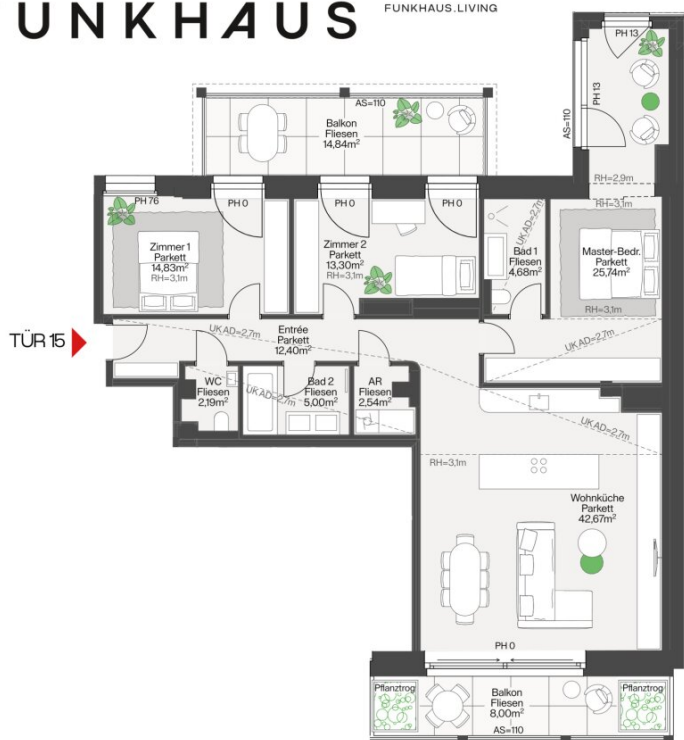 UNKHAUS
FUNKHAUS.LIVING
PH 13
PH 13
AS=110
AS=110
Balkon
Fliesen
14,84m²
RH=2,9m
RH=3,1m
PH 76
PH 0
PH 0
PH 0
Zimmer 1
Parkett
14,83m²
RH=3,1m
Zimmer 2
Parkett
13,30m²
RH=3,1m
UKAD=2,7m
Bad 1
Fliesen
4,68m²
Master-Bedr.
Parkett
25,74m²
RH=3,1m
TÜR 15
UKAD=2,7m
Entrée
Parkett
12,40m²
UKAD=2,7m
WC
Fliesen
2,19m²
UKAD=2,7m
Bad 2
Fliesen
5,00m²
AR
Fliesen
2,54m²
UKAD=2,7m
RH=3,1m
Wohnküche
Parkett
42,67m²
PH 0
Pflanztrog
Balkon
Fliesen
8,00m²
AS=110
Pflanztrog